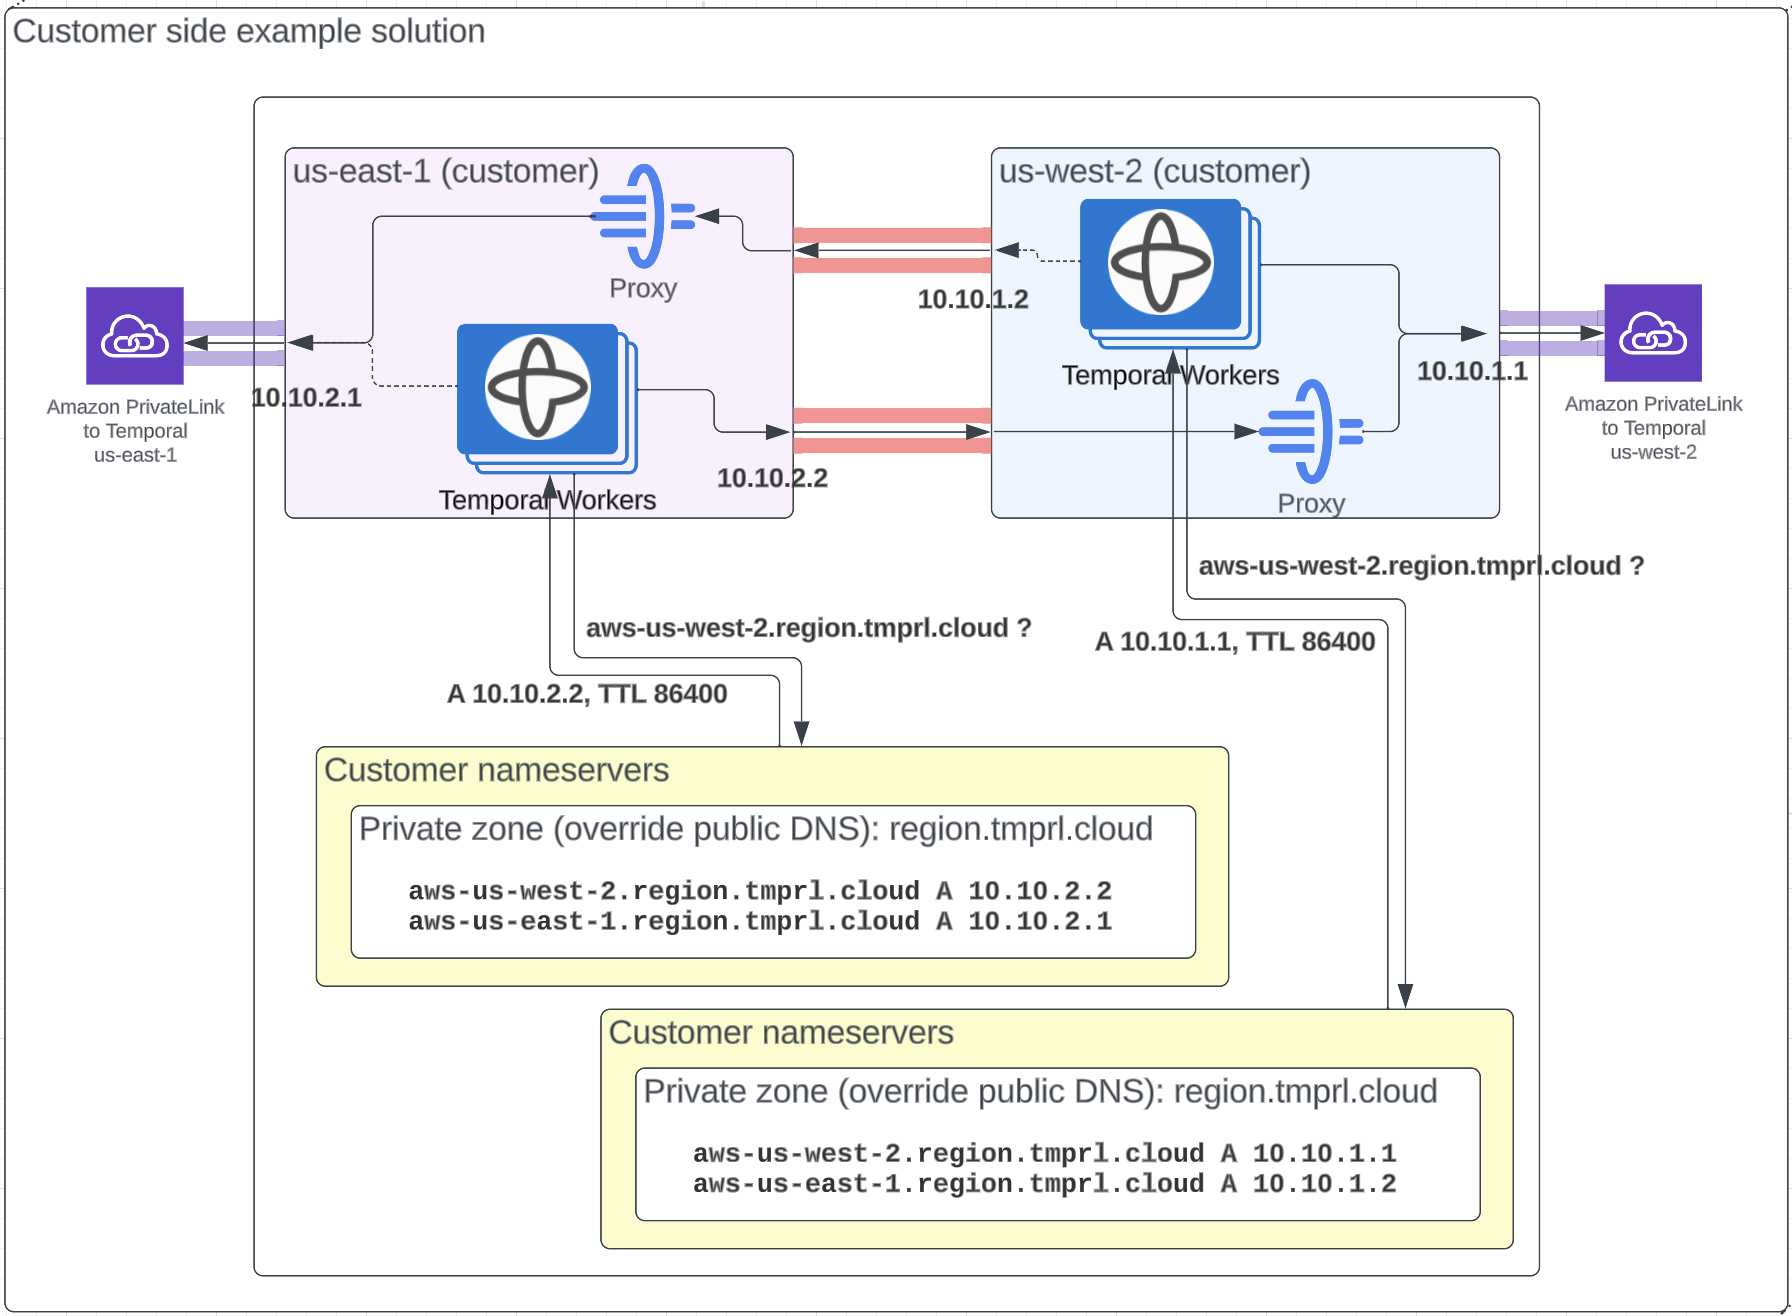 Customer side example solution
us-east-1 (customer)
us-west-2 (customer)
Proxy
10.10.1.2
Temporal Workers
10.10.1.1
10.10.2.1
Amazon PrivateLink
to Temporal
us-east-1
Amazon PrivateLink
to Temporal
us-west-2
10.10.2.2
Temporal Workers
Proxy
aws-us-west-2.region.tmprl.cloud ?
aws-us-west-2.region.tmprl.cloud ?
A 10.10.1.1, TTL 86400
A 10.10.2.2, TTL 86400
Customer nameservers
Private zone (override public DNS): region.tmprl.cloud
aws-us-west-2.region.tmprl.cloud A 10.10.2.2
aws-us-east-1.region.tmprl.cloud A 10.10.2.1
Customer nameservers
Private zone (override public DNS): region.tmprl.cloud
aws-us-west-2.region.tmprl.cloud A 10.10.1.1
aws-us-east-1.region.tmprl.cloud A 10.10.1.2